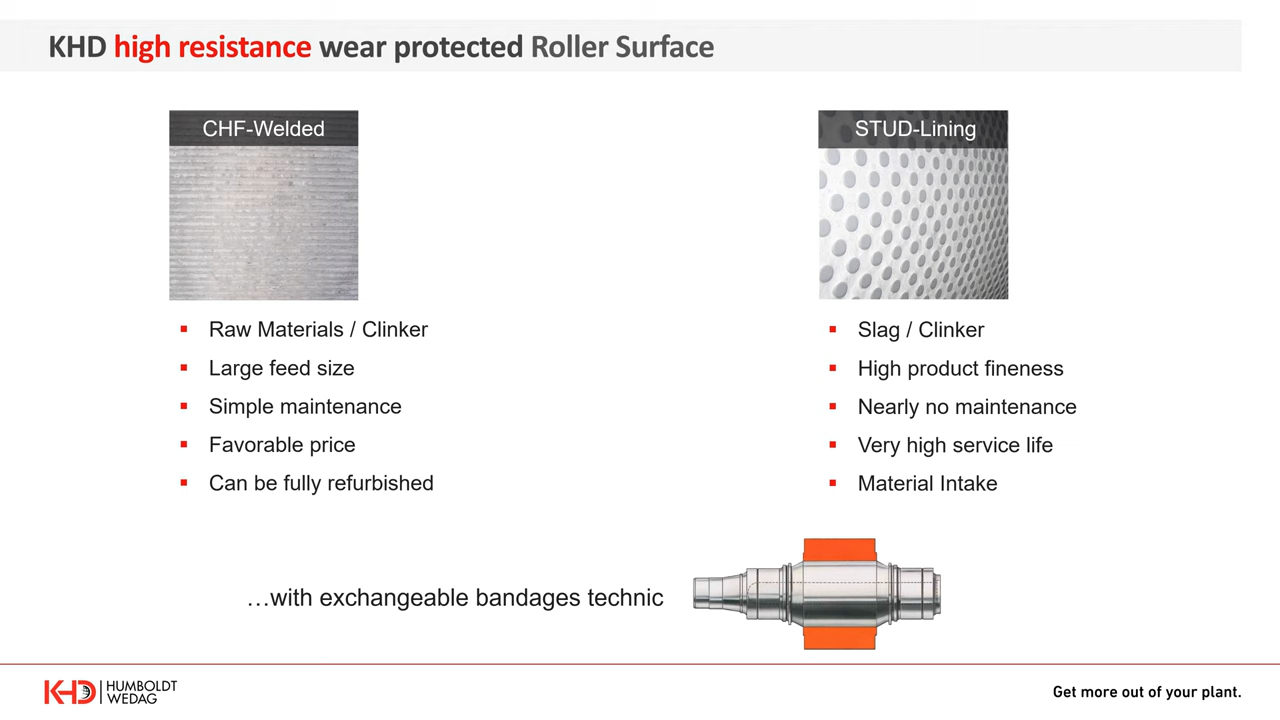 KHD high resistance wear protected Roller Surface
CHF-Welded
Raw Materials / Clinker
Large feed size
Simple maintenance
Favorable price
Can be fully refurbished
STUD-Lining
Slag / Clinker
High product fineness
Nearly no maintenance
Very high service life
Material Intake
…with exchangeable bandages technic
KHD HUMBOLDT
WEDAG
Get more out of your plant.